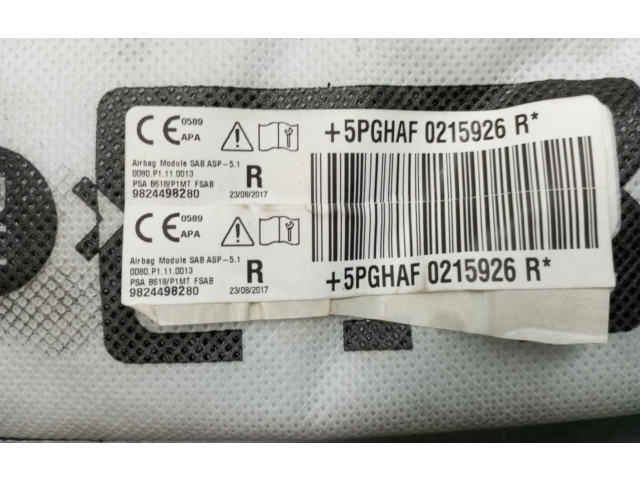 CE 0589
APA
Airbag Module SAB ASP-5.1
0080.P1.11.0013
PSA B618/P1MT FSAB
9824498280
R
23/08/2017
+5PGHAF 0215926 R*
CE 0589
APA
Airbag Module SAB ASP-5.1
0080.P1.11.0013
PSA B618/P1MT FSAB
9824498280
R
23/08/2017
+5PGHAF 0215926 R*